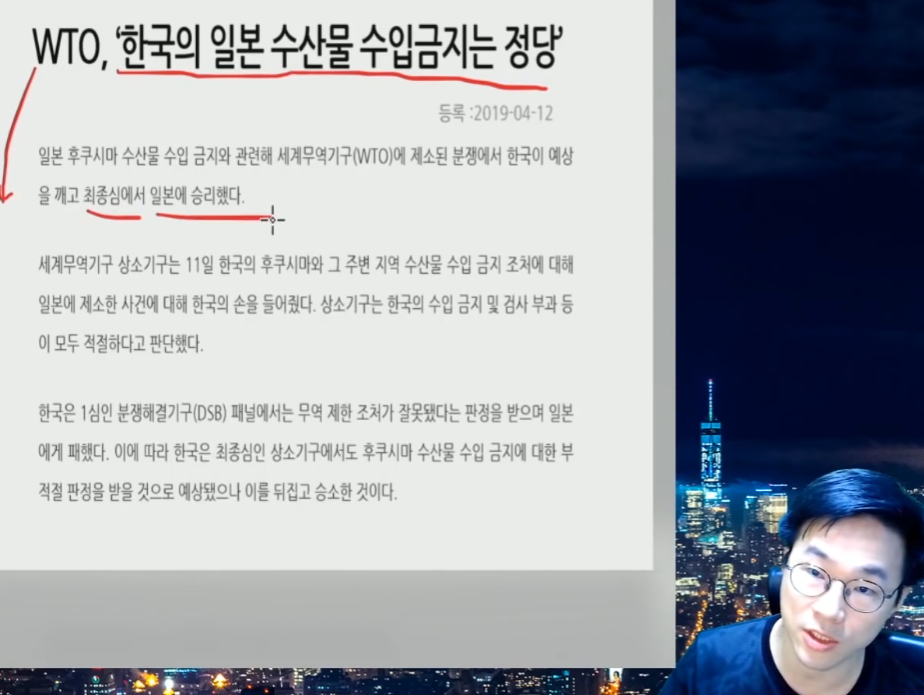 WTO, ‘한국의 일본 수산물 수입금지는 정당’
등록 :2019-04-12
일본 후쿠시마 수산물 수입 금지와 관련해 세계무역기구(WTO)에 제소된 분쟁에서 한국이 예상
을 깨고 최종심에서 일본에 승리했다.
세계무역기구 상소기구는 11일 한국의 후쿠시마와 그 주변 지역 수산물 수입 금지 조처에 대해
일본에 제소한 사건에 대해 한국의 손을 들어줬다. 상소기구는 한국의 수입 금지 및 검사 부과 등
이 모두 적절하다고 판단했다.
한국은 1심인 분쟁해결기구(DSB) 패널에서는 무역 제한 조처가 잘못됐다는 판정을 받으며 일본
에게 패했다. 이에 따라 한국은 최종심인 상소기구에서도 후쿠시마 수산물 수입 금지에 대한 부
적절 판정을 받을 것으로 예상됐으나 이를 뒤집고 승소한 것이다.